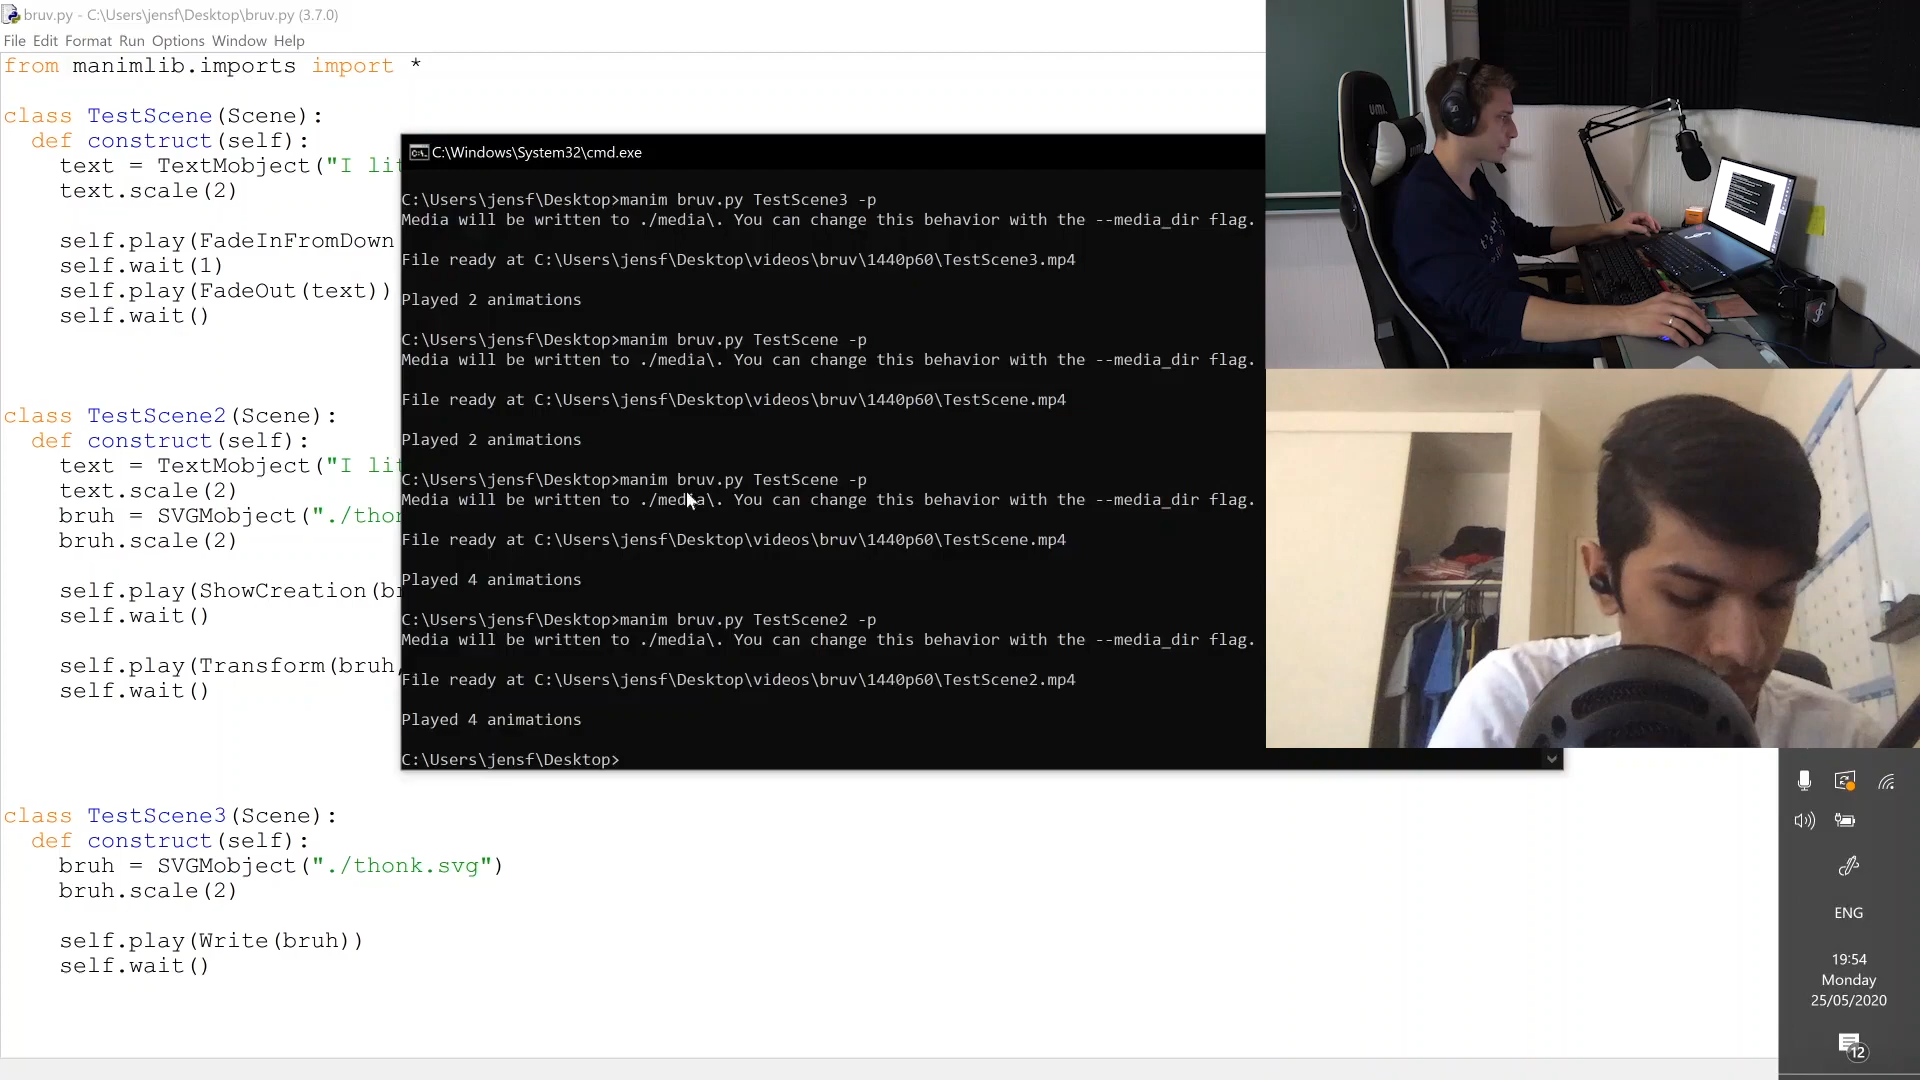 bruv.py - C:\Users\jensf\Desktop\bruv.py (3.7.0)
File Edit Format Run Options Window Help
from manimlib.imports import *
class TestScene(Scene):
def construct(self):
text = TextMobject("I lit
text.scale(2)
self.play(FadeInFromDown
self.wait(1)
self.play(FadeOut(text))
self.wait()
class TestScene2(Scene):
def construct(self):
text = TextMobject("I lit
text.scale(2)
bruh = SVGMobject("./thon
bruh.scale(2)
self.play(ShowCreation(br
self.wait()
self.play(Transform(bruh,
self.wait()
class TestScene3(Scene):
def construct(self):
bruh = SVGMobject("./thonk.svg")
bruh.scale(2)
self.play(Write(bruh))
self.wait()
C:\Windows\System32\cmd.exe
C:\Users\jensf\Desktop>manim bruv.py TestScene3 -p
Media will be written to ./media\. You can change this behavior with the --media_dir flag.
File ready at C:\Users\jensf\Desktop\videos\bruv\1440p60\TestScene3.mp4
Played 2 animations
C:\Users\jensf\Desktop>manim bruv.py TestScene -p
Media will be written to ./media\. You can change this behavior with the --media_dir flag.
File ready at C:\Users\jensf\Desktop\videos\bruv\1440p60\TestScene.mp4
Played 2 animations
C:\Users\jensf\Desktop>manim bruv.py TestScene -p
Media will be written to ./media\. You can change this behavior with the --media_dir flag.
File ready at C:\Users\jensf\Desktop\videos\bruv\1440p60\TestScene.mp4
Played 4 animations
C:\Users\jensf\Desktop>manim bruv.py TestScene2 -p
Media will be written to ./media\. You can change this behavior with the --media_dir flag.
File ready at C:\Users\jensf\Desktop\videos\bruv\1440p60\TestScene2.mp4
Played 4 animations
C:\Users\jensf\Desktop>
ENG
19:54
Monday
25/05/2020
12